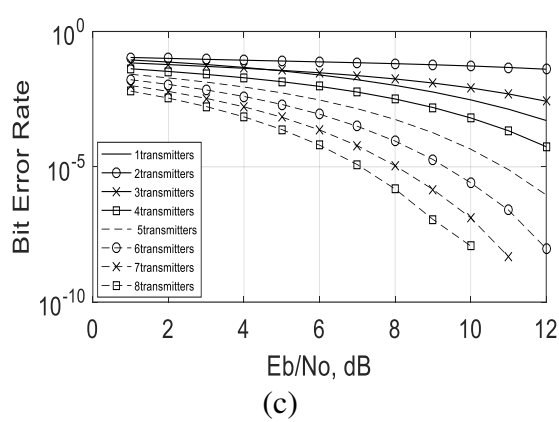 10^0
10^-5
10^-10
Bit Error Rate
1transmitters
2transmitters
3transmitters
4transmitters
5transmitters
6transmitters
7transmitters
8transmitters
0 2 4 6 8 10 12
Eb/No, dB
(c)